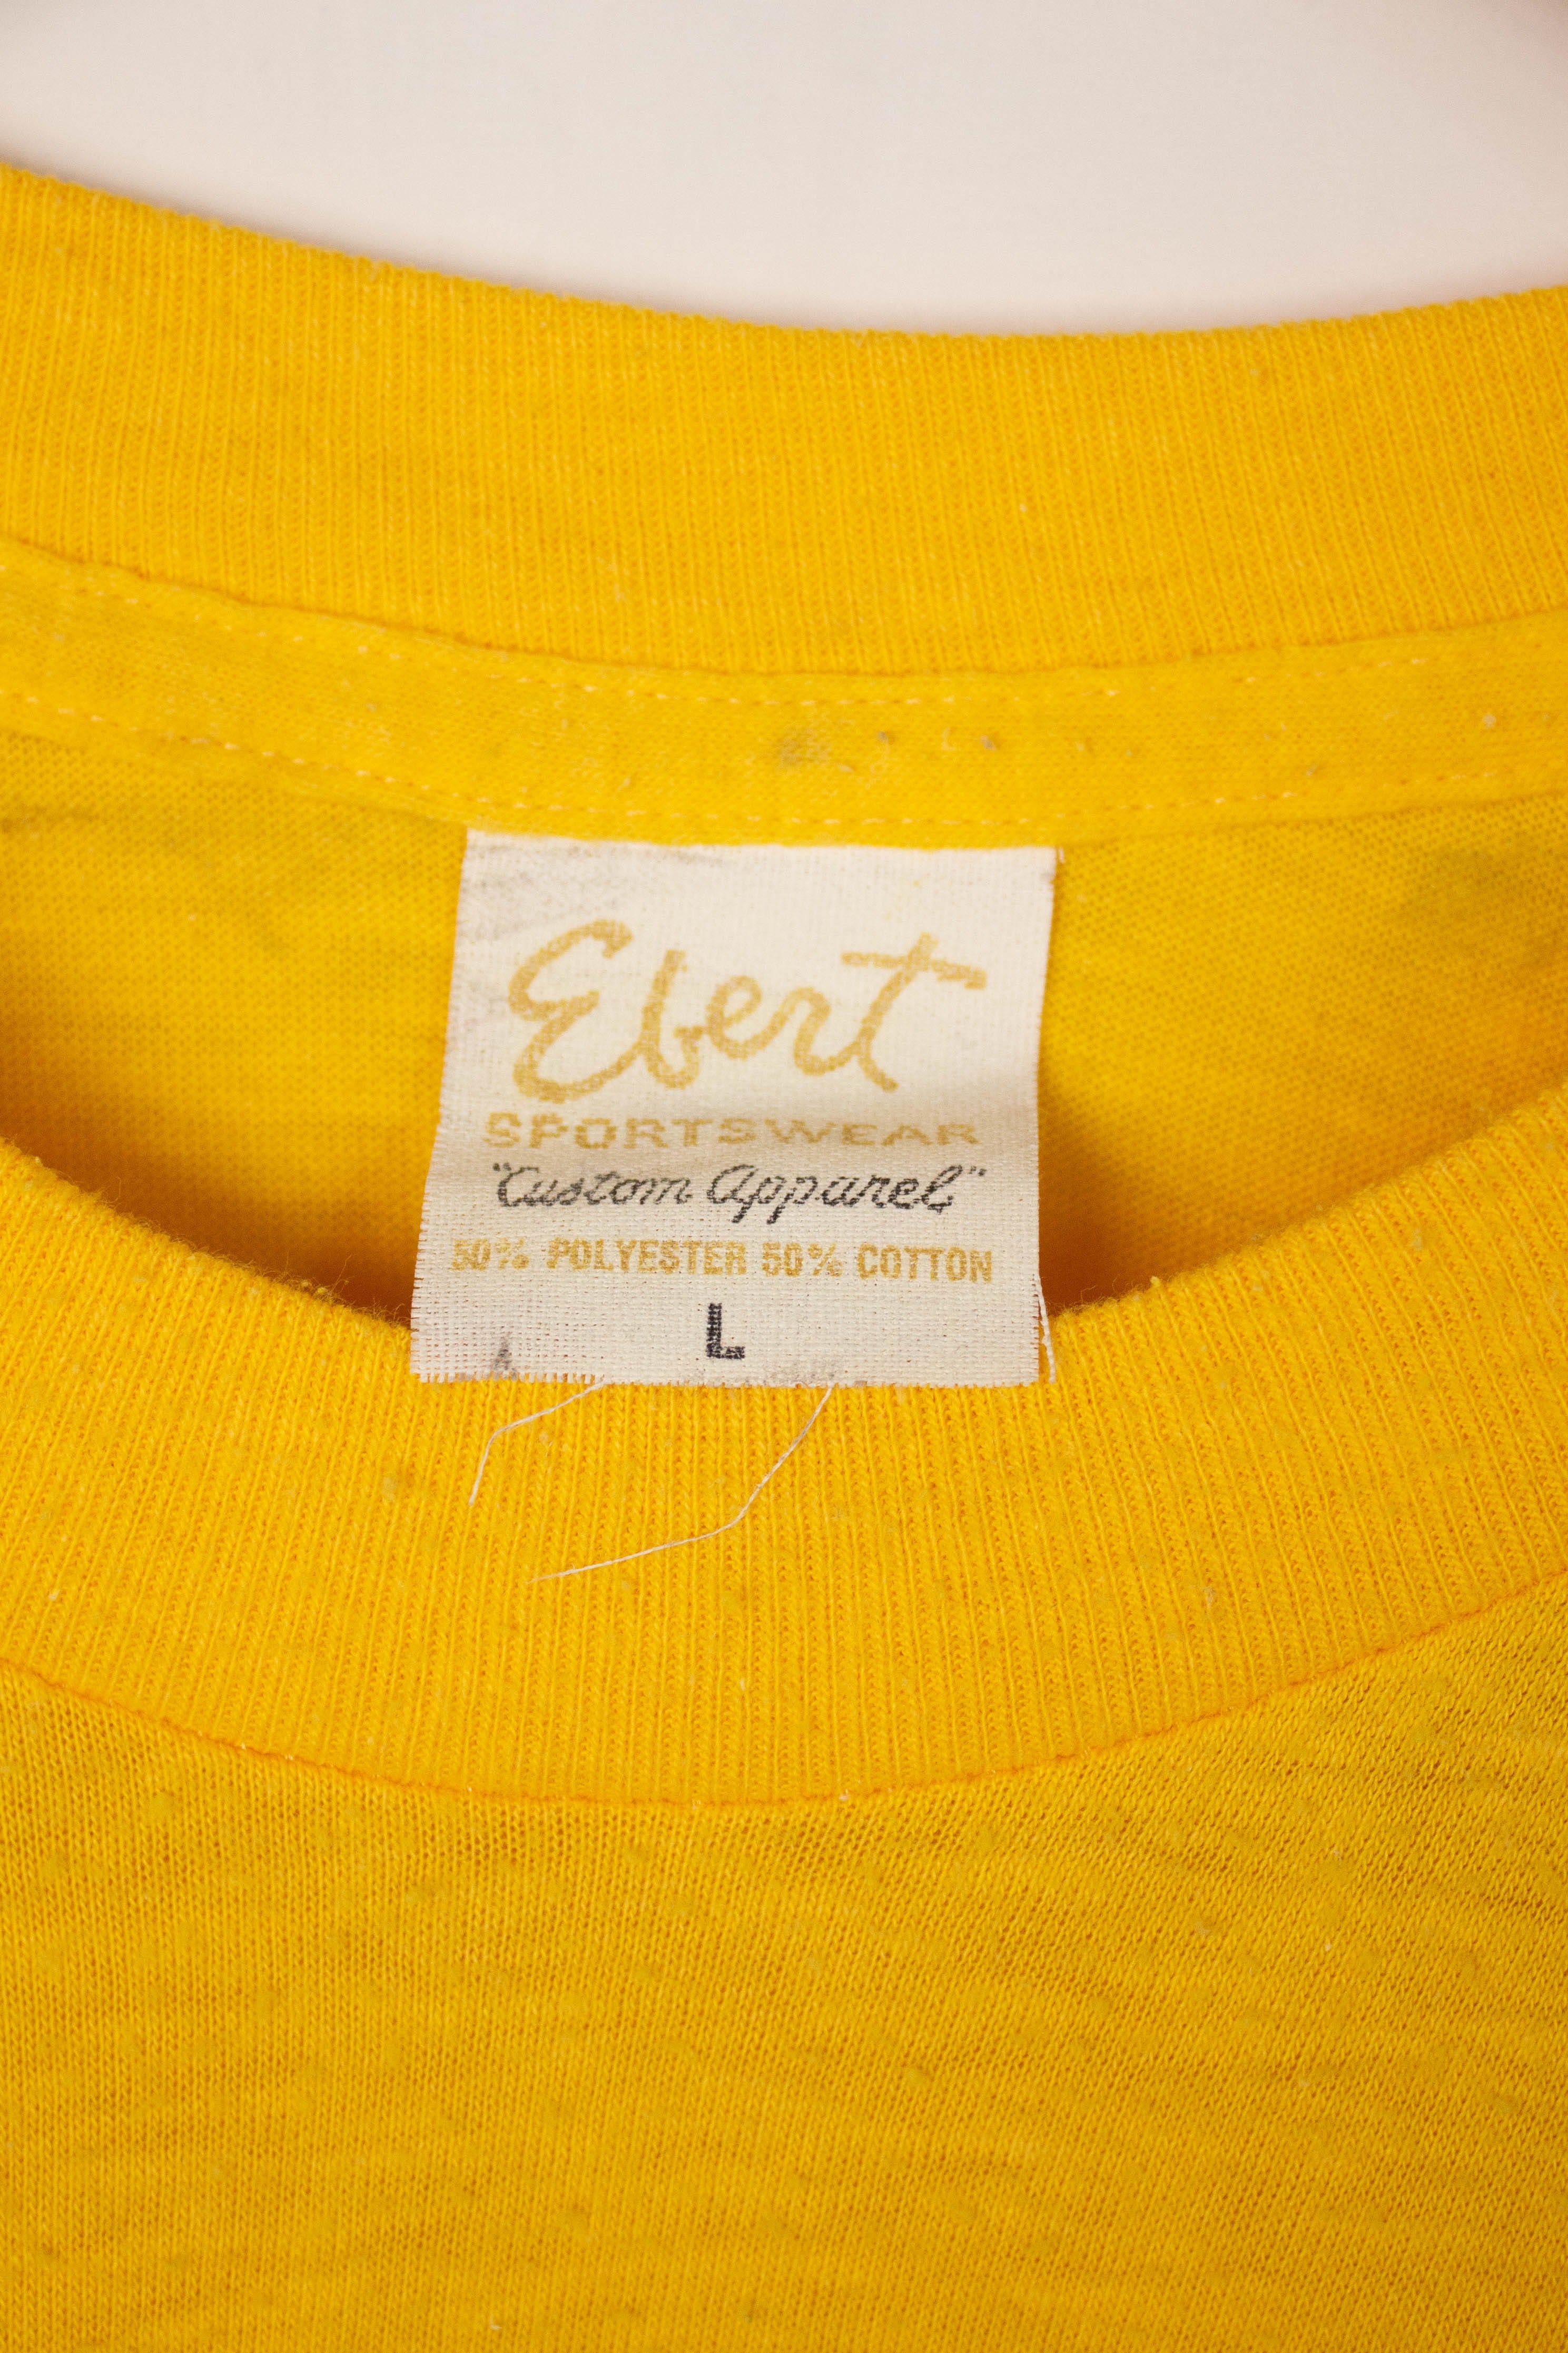 Ebert
SPORTSWEAR
"Custom Apparel"
50% POLYESTER 50% COTTON
L